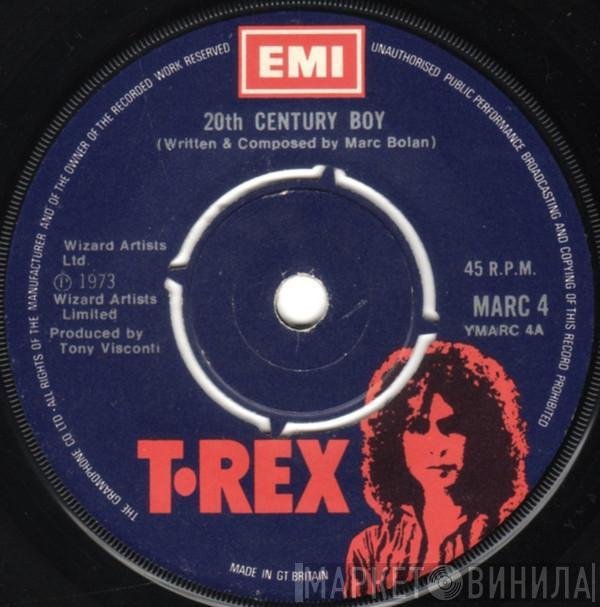 THE GRAMOPHONE CO LTD · ALL RIGHTS OF THE MANUFACTURER AND OF THE OWNER OF THE RECORDED WORK RESERVED
UNAUTHORISED PUBLIC PERFORMANCE BROADCASTING AND COPYING OF THIS RECORD PROHIBITED
EMI
20th CENTURY BOY
(Written & Composed by Marc Bolan)
Wizard Artists
Ltd.
℗ 1973
Wizard Artists
Limited
Produced by
Tony Visconti
45 R.P.M.
MARC 4
YMARC 4A
T·REX
MADE IN GT BRITAIN
МАРКЕТ ВИНИЛА